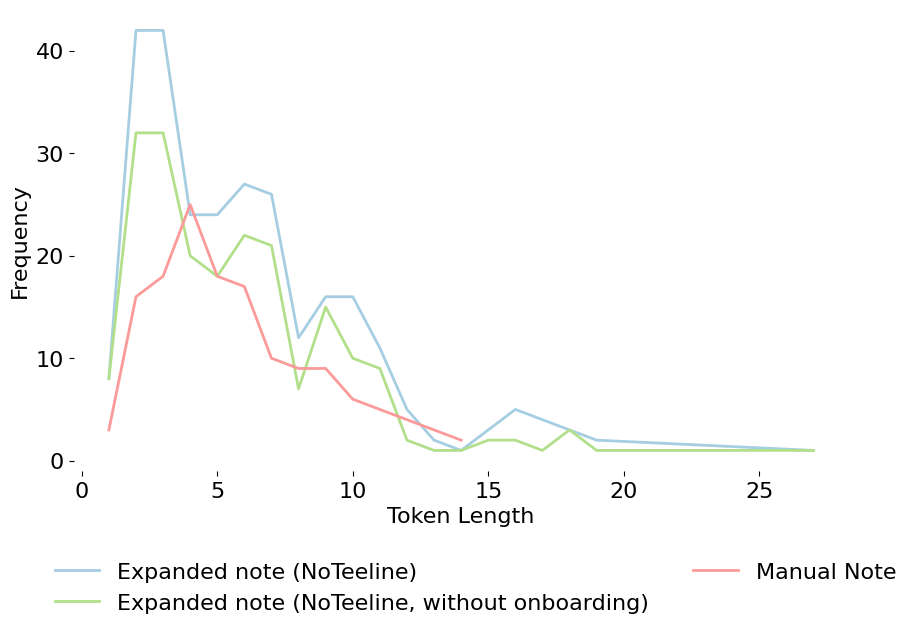 40
30
20
10
0
Frequency
0 5 10 15 20 25
Token Length
Expanded note (NoTeeline)
Expanded note (NoTeeline, without onboarding)
Manual Note